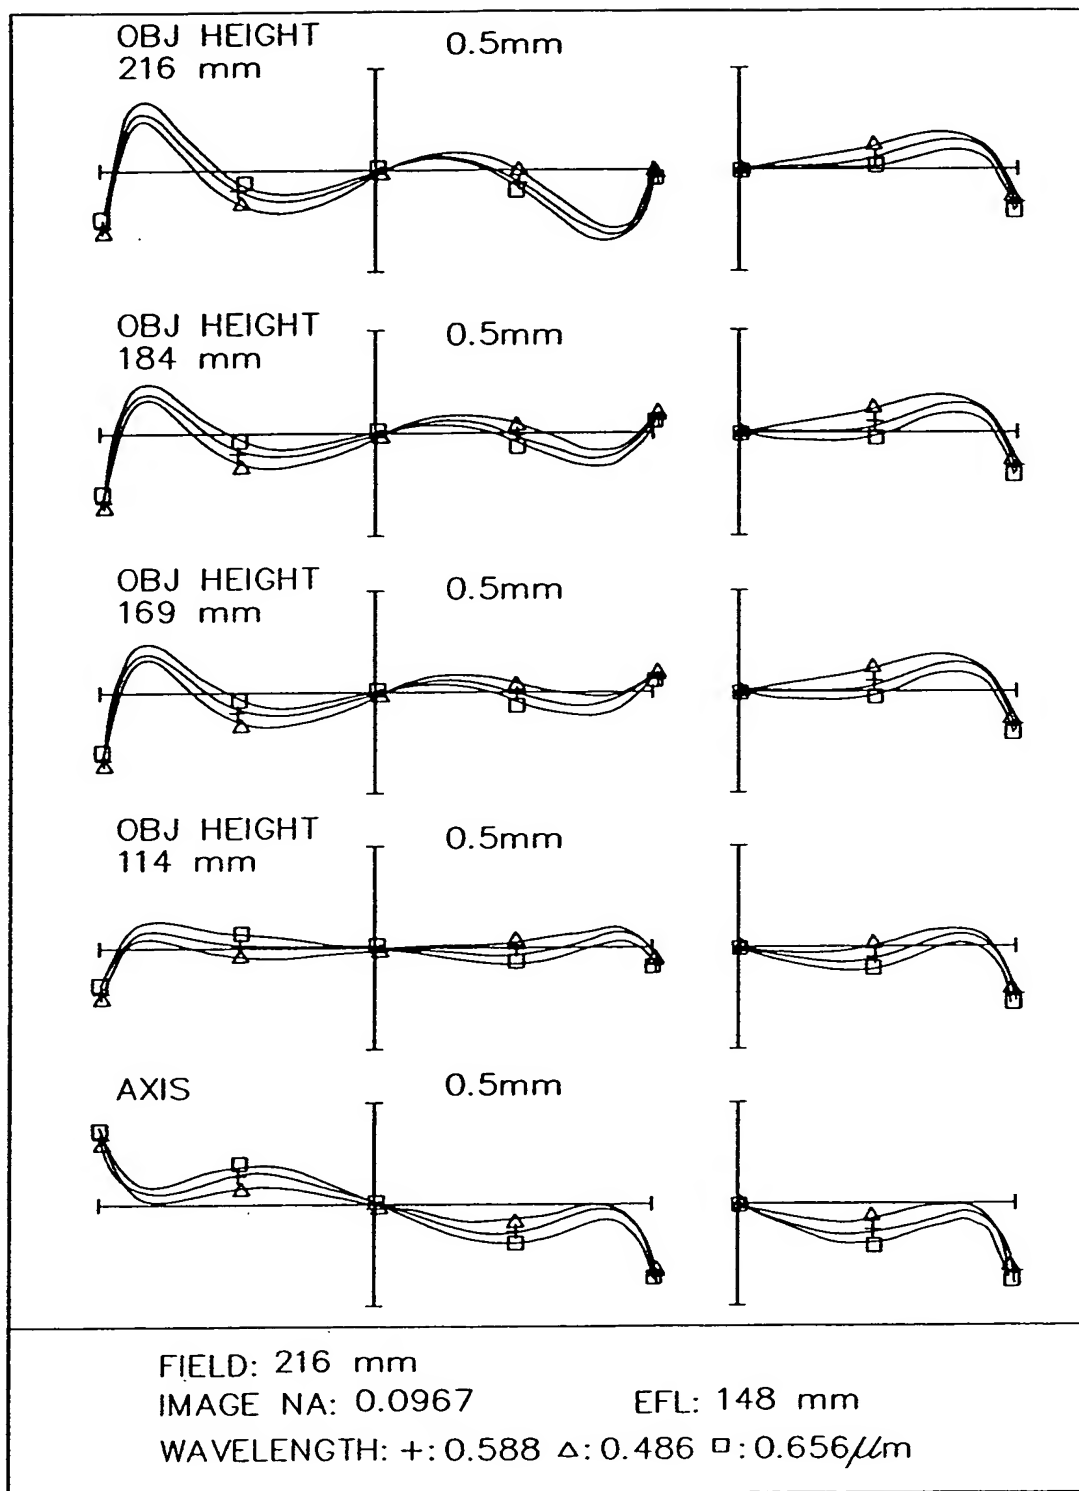 OBJ HEIGHT
216 mm
0.5mm
OBJ HEIGHT
184 mm
0.5mm
OBJ HEIGHT
169 mm
0.5mm
OBJ HEIGHT
114 mm
0.5mm
AXIS
0.5mm
FIELD: 216 mm
IMAGE NA: 0.0967 EFL: 148 mm
WAVELENGTH: +: 0.588 △: 0.486 □: 0.656μm